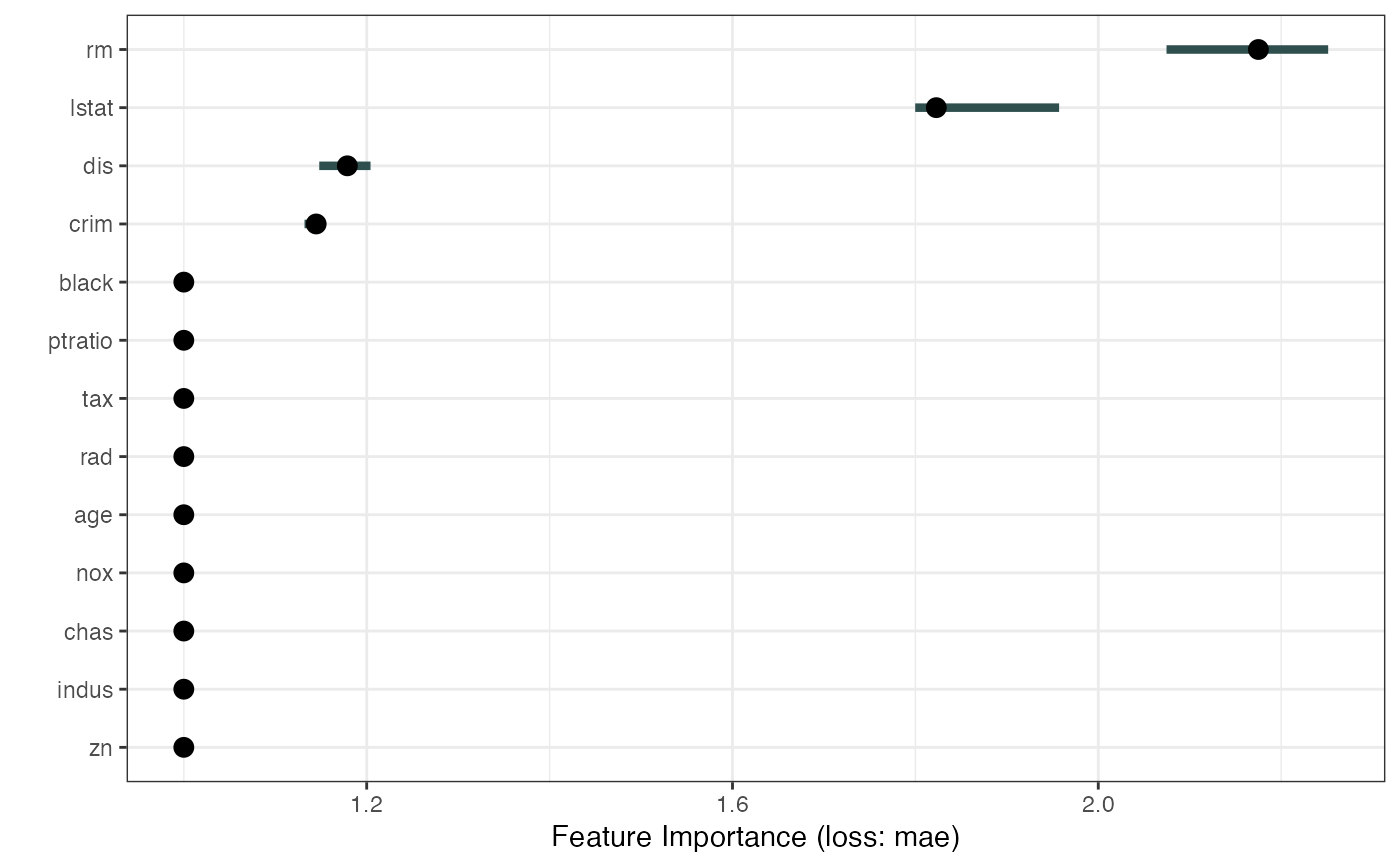 rm
lstat
dis
crim
black
ptratio
tax
rad
age
nox
chas
indus
zn
1.2 1.6 2.0
Feature Importance (loss: mae)